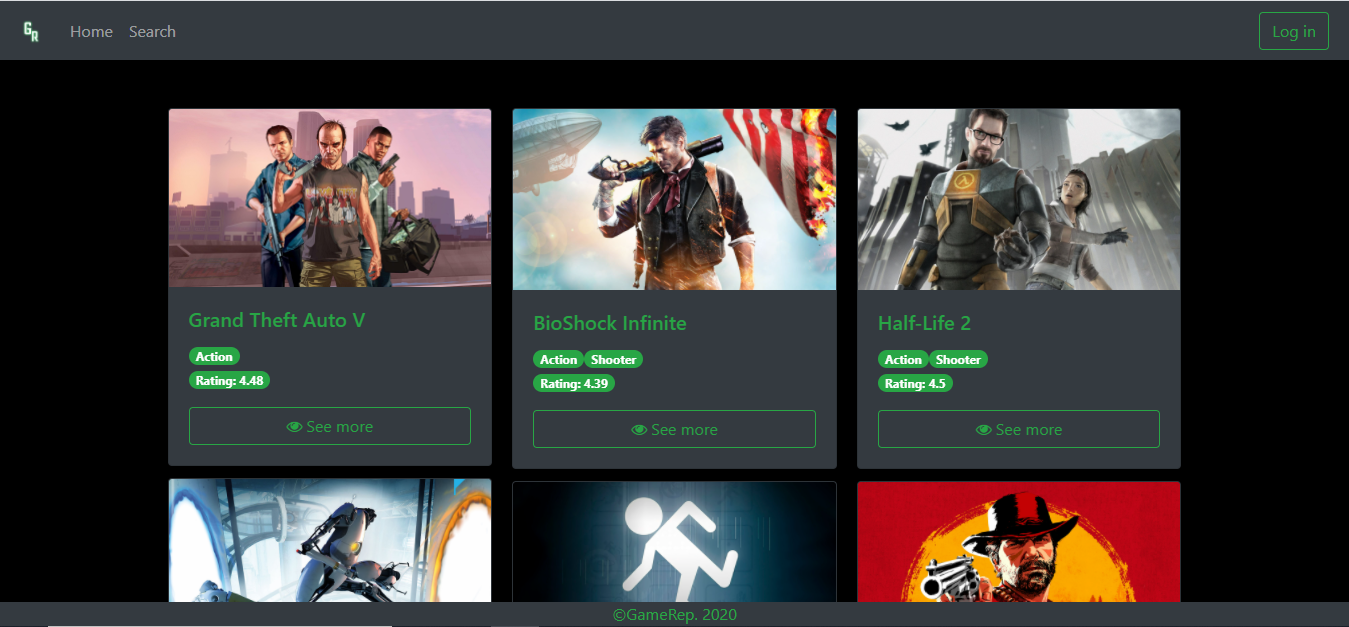 GR
Home
Search
Log in
Grand Theft Auto V
Action
Rating: 4.48
See more
BioShock Infinite
Action Shooter
Rating: 4.39
See more
Half-Life 2
Action Shooter
Rating: 4.5
See more
©GameRep. 2020